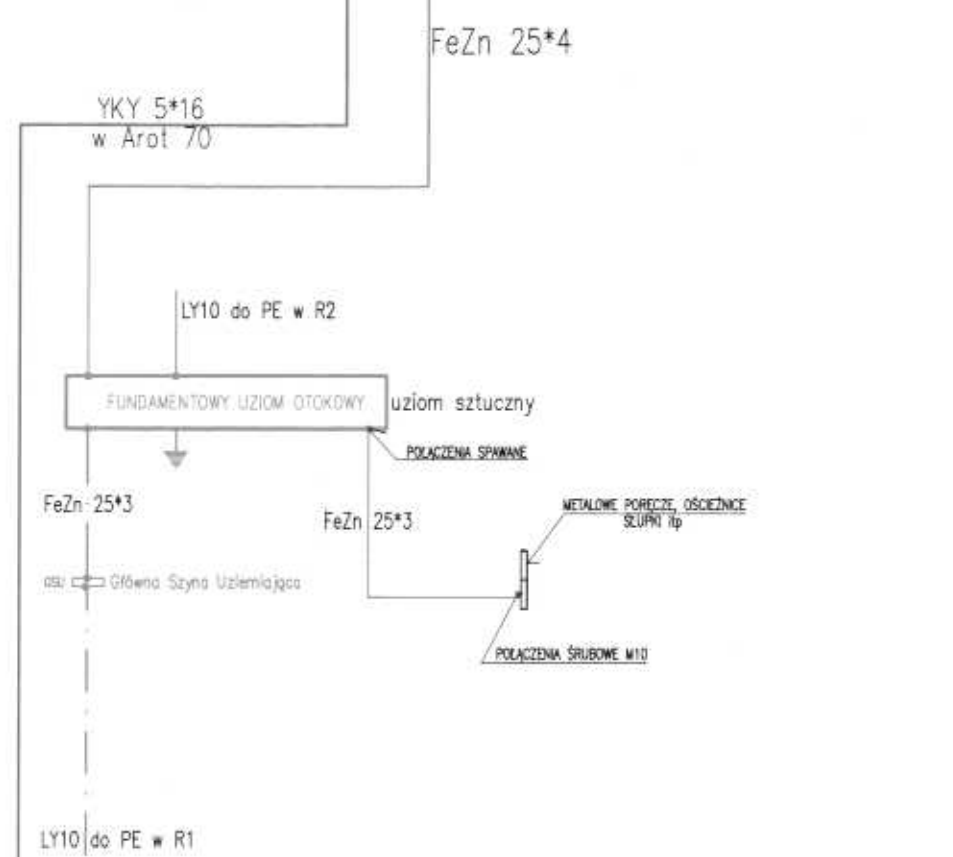 FeZn 25*4
YKY 5*16
w Arot 70
LY10 do PE w R2
FUNDAMENTOWY UZIOM OTOKOWY
uziom sztuczny
POŁĄCZENIA SPAWANE
FeZn 25*3
FeZn 25*3
METALOWE PORĘCZE, OŚCIEŻNICE
SŁUPKI itp
GSU
Główna Szyna Uziemiająca
POŁĄCZENIA ŚRUBOWE M10
LY10 do PE w R1